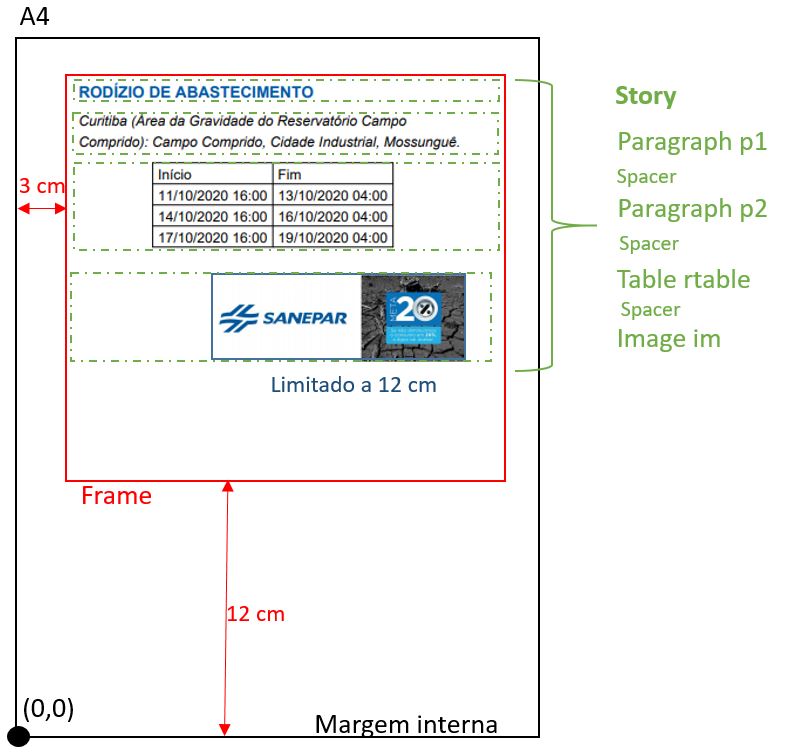 A4
RODÍZIO DE ABASTECIMENTO
Curitiba (Área da Gravidade do Reservatório Campo
Comprido): Campo Comprido, Cidade Industrial, Mossunguê.
Início Fim
11/10/2020 16:00 13/10/2020 04:00
14/10/2020 16:00 16/10/2020 04:00
17/10/2020 16:00 19/10/2020 04:00
3 cm
SANEPAR
META
20
Limitado a 12 cm
Frame
12 cm
(0,0)
Margem interna
Story
Paragraph p1
Spacer
Paragraph p2
Spacer
Table rtable
Spacer
Image im